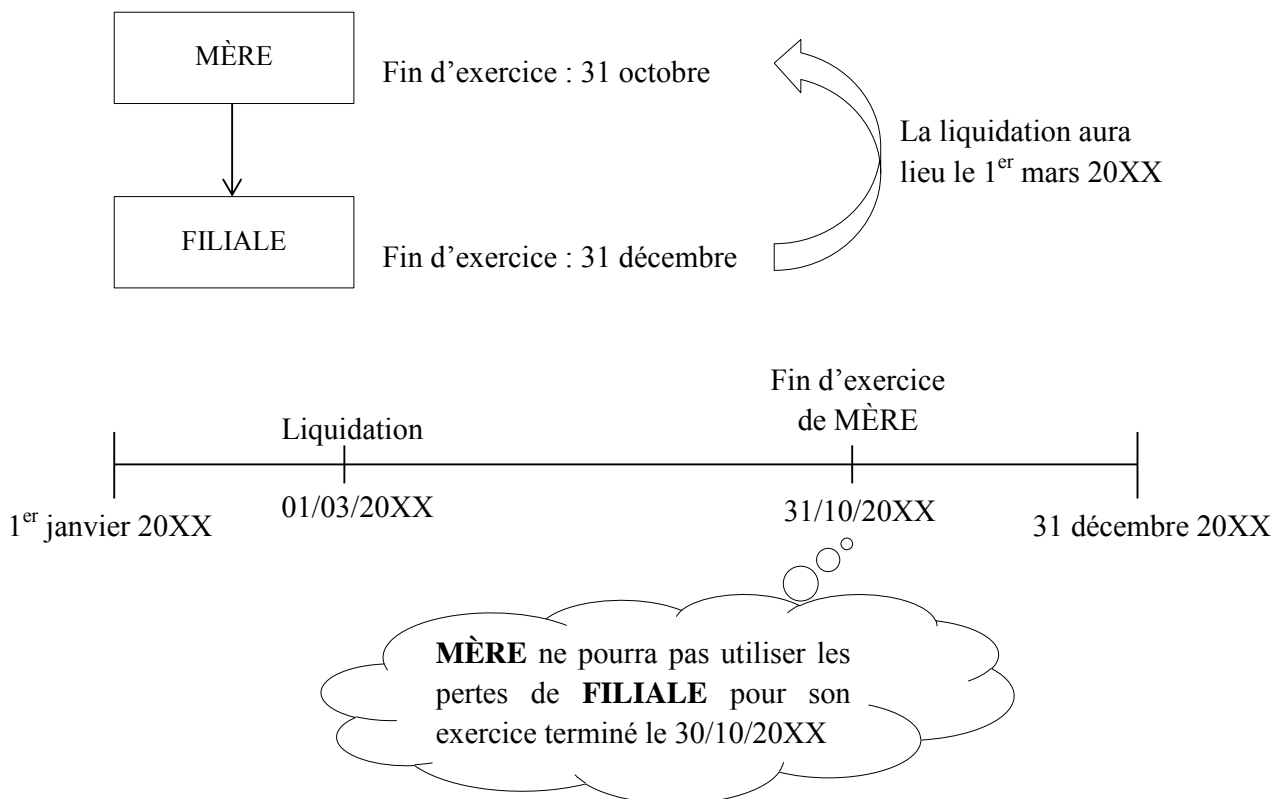 MÈRE
Fin d’exercice : 31 octobre
La liquidation aura
lieu le 1er mars 20XX
FILIALE
Fin d’exercice : 31 décembre
Fin d’exercice
de MÈRE
Liquidation
1er janvier 20XX
01/03/20XX
31/10/20XX
31 décembre 20XX
MÈRE ne pourra pas utiliser les
pertes de FILIALE pour son
exercice terminé le 30/10/20XX